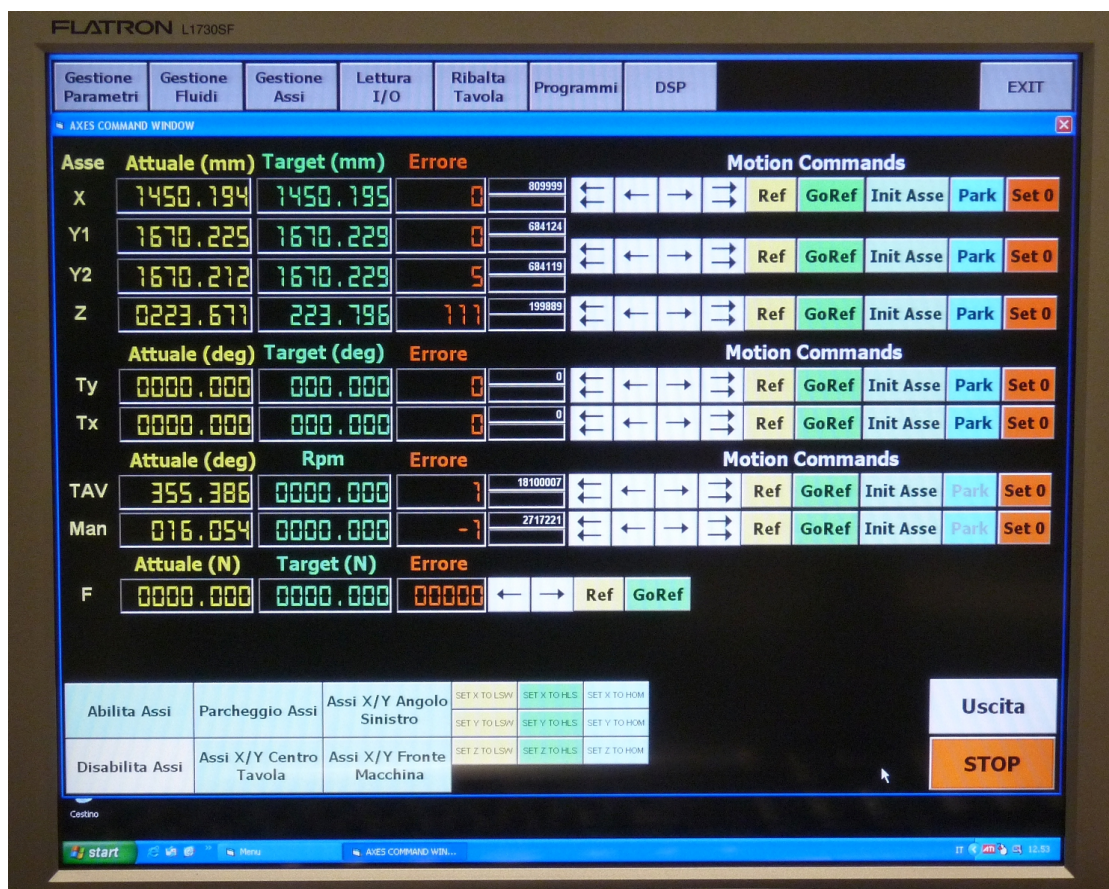 FLATRON L1730SF
Gestione Parametri Gestione Fluidi Gestione Assi Lettura I/O Ribalta Tavola Programmi DSP EXIT
AXES COMMAND WINDOW
Asse Attuale (mm) Target (mm) Errore Motion Commands
X 1450.194 1450.195 0 809999 Ref GoRef Init Asse Park Set 0
Y1 1670.225 1670.229 0 684124
Y2 1670.212 1670.229 5 684119 Ref GoRef Init Asse Park Set 0
Z 0223.671 223.796 111 199889 Ref GoRef Init Asse Park Set 0
Attuale (deg) Target (deg) Errore Motion Commands
Ty 0000.000 000.000 0 0 Ref GoRef Init Asse Park Set 0
Tx 0000.000 000.000 0 0 Ref GoRef Init Asse Park Set 0
Attuale (deg) Rpm Errore Motion Commands
TAV 355.386 0000.000 1 18100007 Ref GoRef Init Asse Park Set 0
Man 016.054 0000.000 -1 2717221 Ref GoRef Init Asse Park Set 0
Attuale (N) Target (N) Errore
F 0000.000 0000.000 00000 Ref GoRef
Abilita Assi Parcheggio Assi Assi X/Y Angolo Sinistro SET X TO LSW SET X TO HLS SET X TO HOM Uscita
SET Y TO LSW SET Y TO HLS SET Y TO HOM
Disabilita Assi Assi X/Y Centro Tavola Assi X/Y Fronte Macchina SET Z TO LSW SET Z TO HLS SET Z TO HOM STOP
Cestino
start Menu AXES COMMAND WIN... IT ATI 12.53